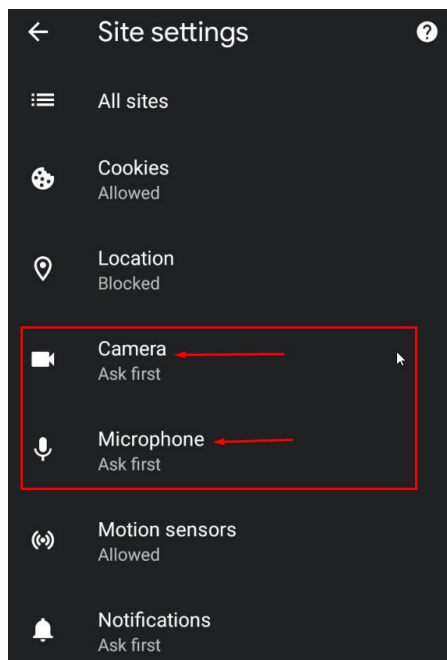 Site settings
?
All sites
Cookies
Allowed
Location
Blocked
Camera
Ask first
Microphone
Ask first
Motion sensors
Allowed
Notifications
Ask first